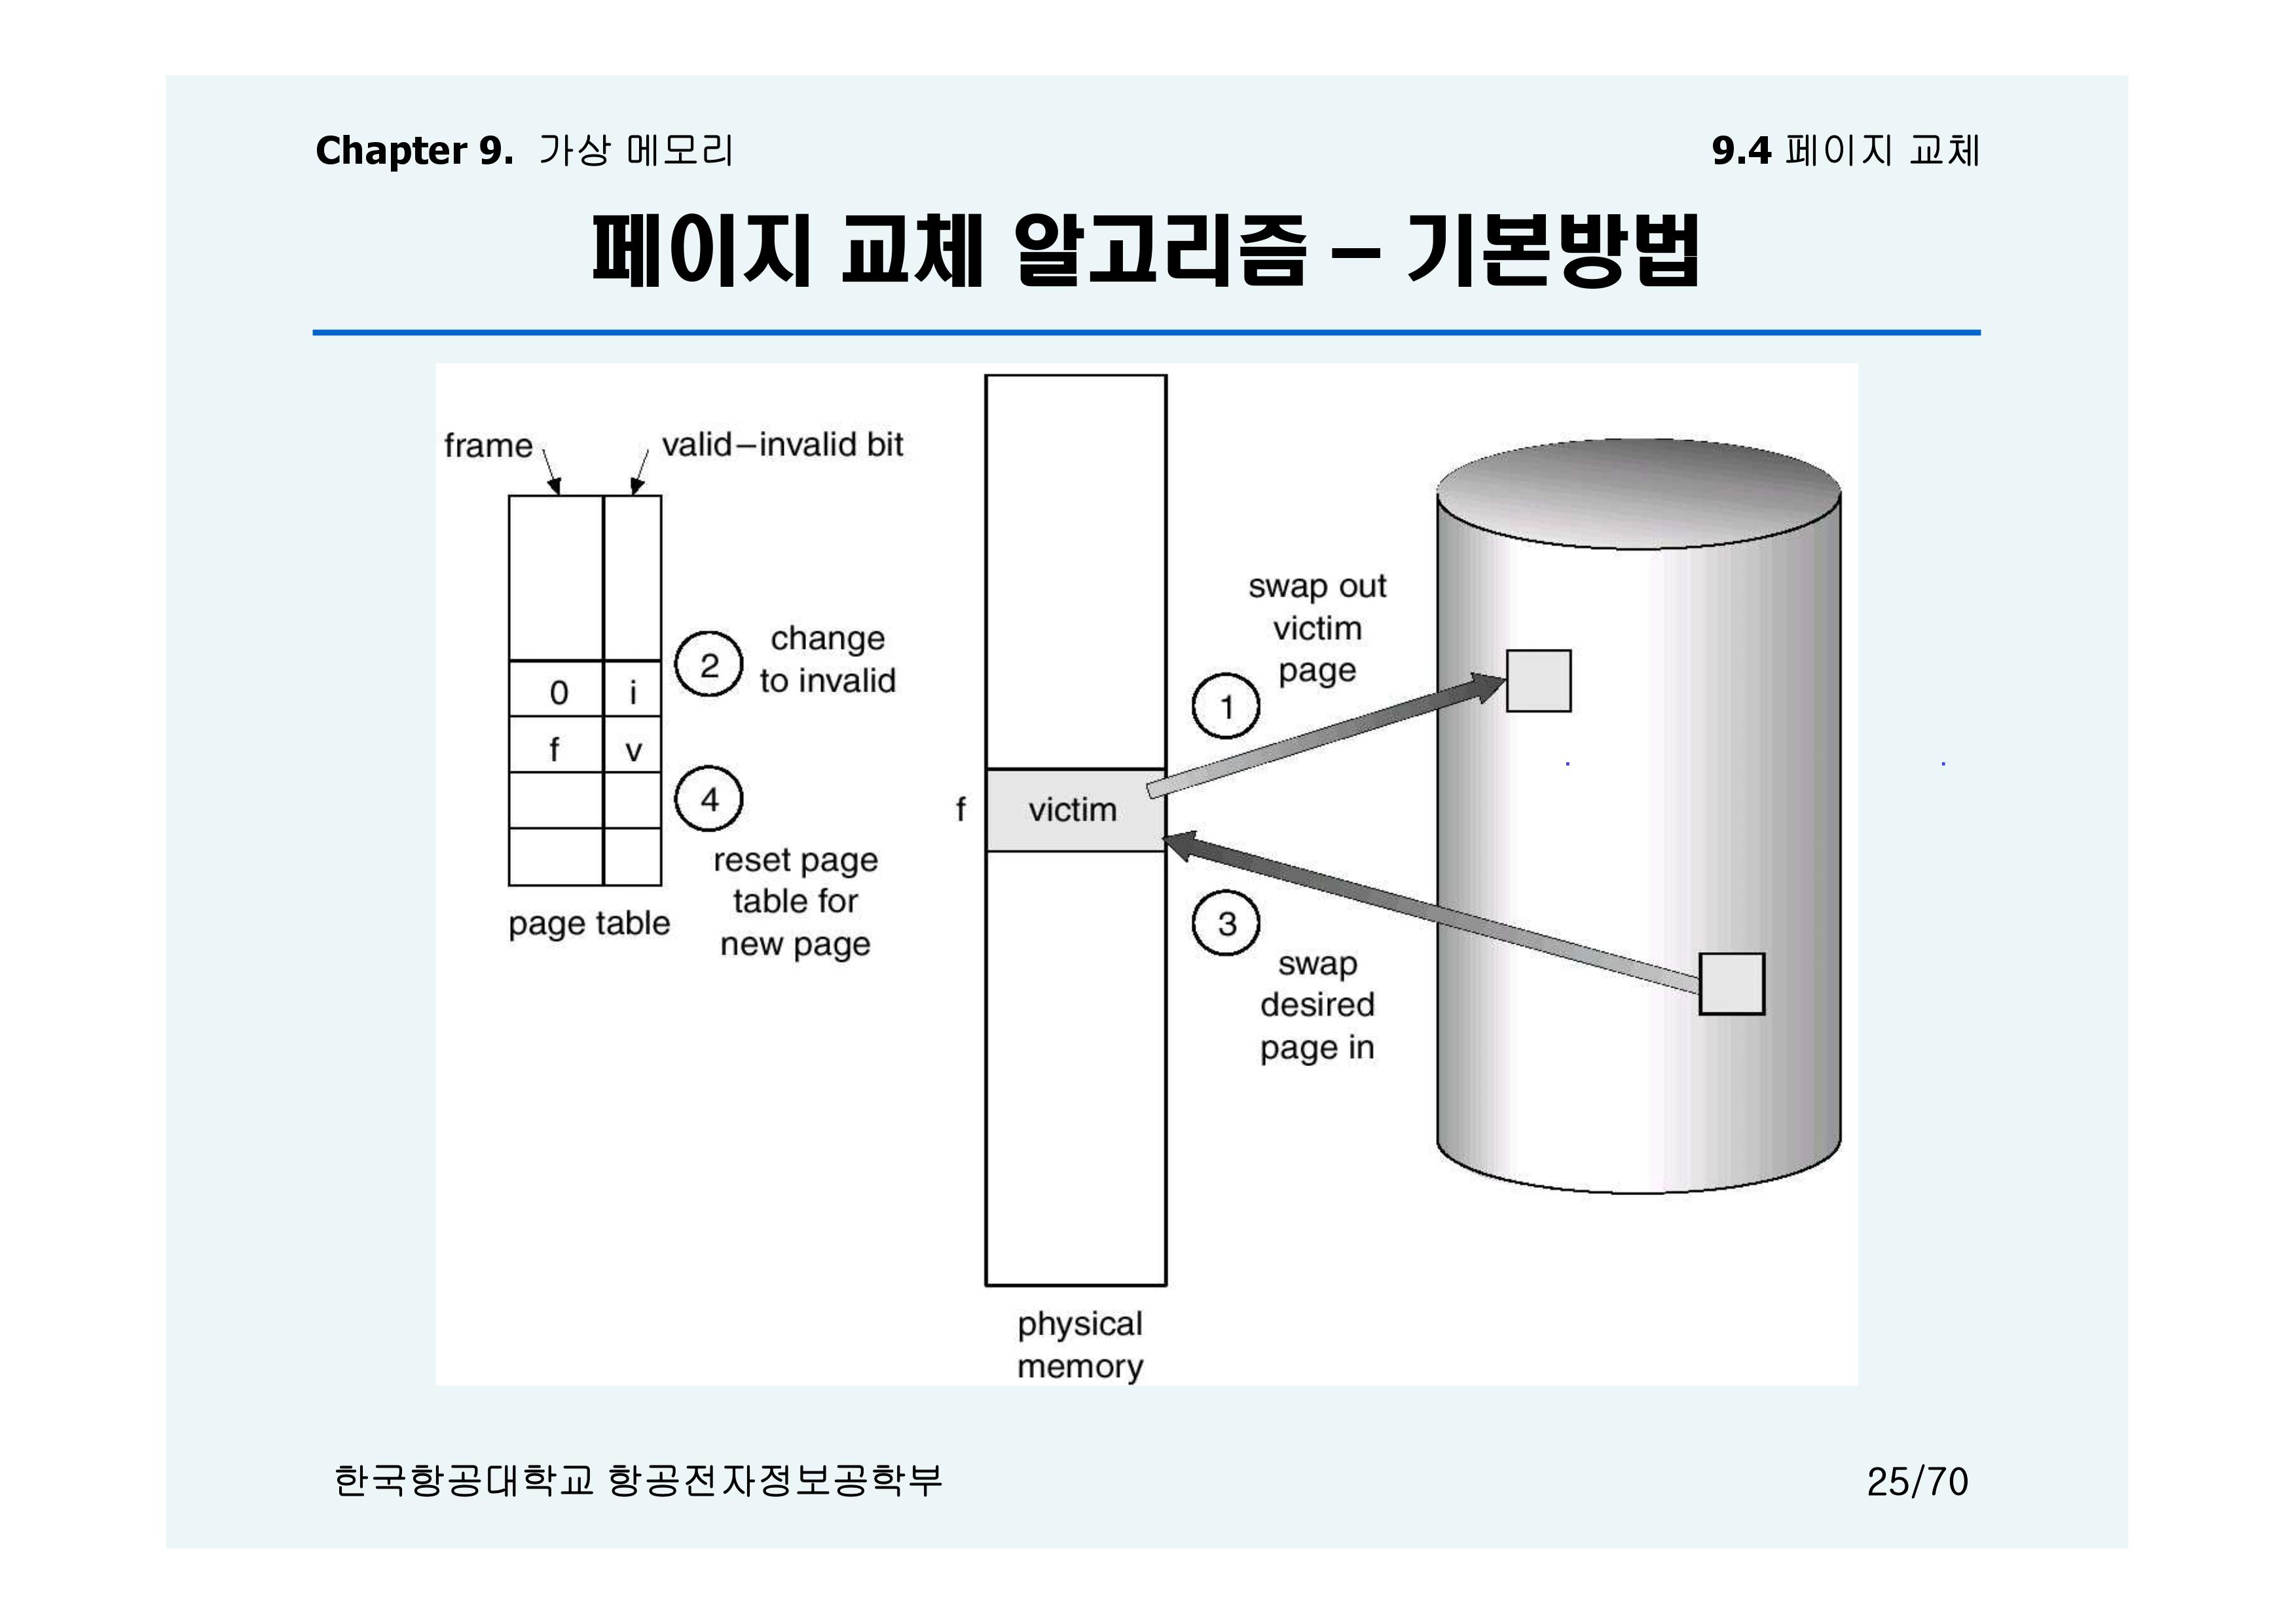 Chapter 9. 가상 메모리
9.4 페이지 교체
페이지 교체 알고리즘 – 기본방법
frame
valid–invalid bit
0 i
f v
page table
2
change
to invalid
4
reset page
table for
new page
f
victim
physical
memory
1
swap out
victim
page
3
swap
desired
page in
한국항공대학교 항공전자정보공학부
25/70